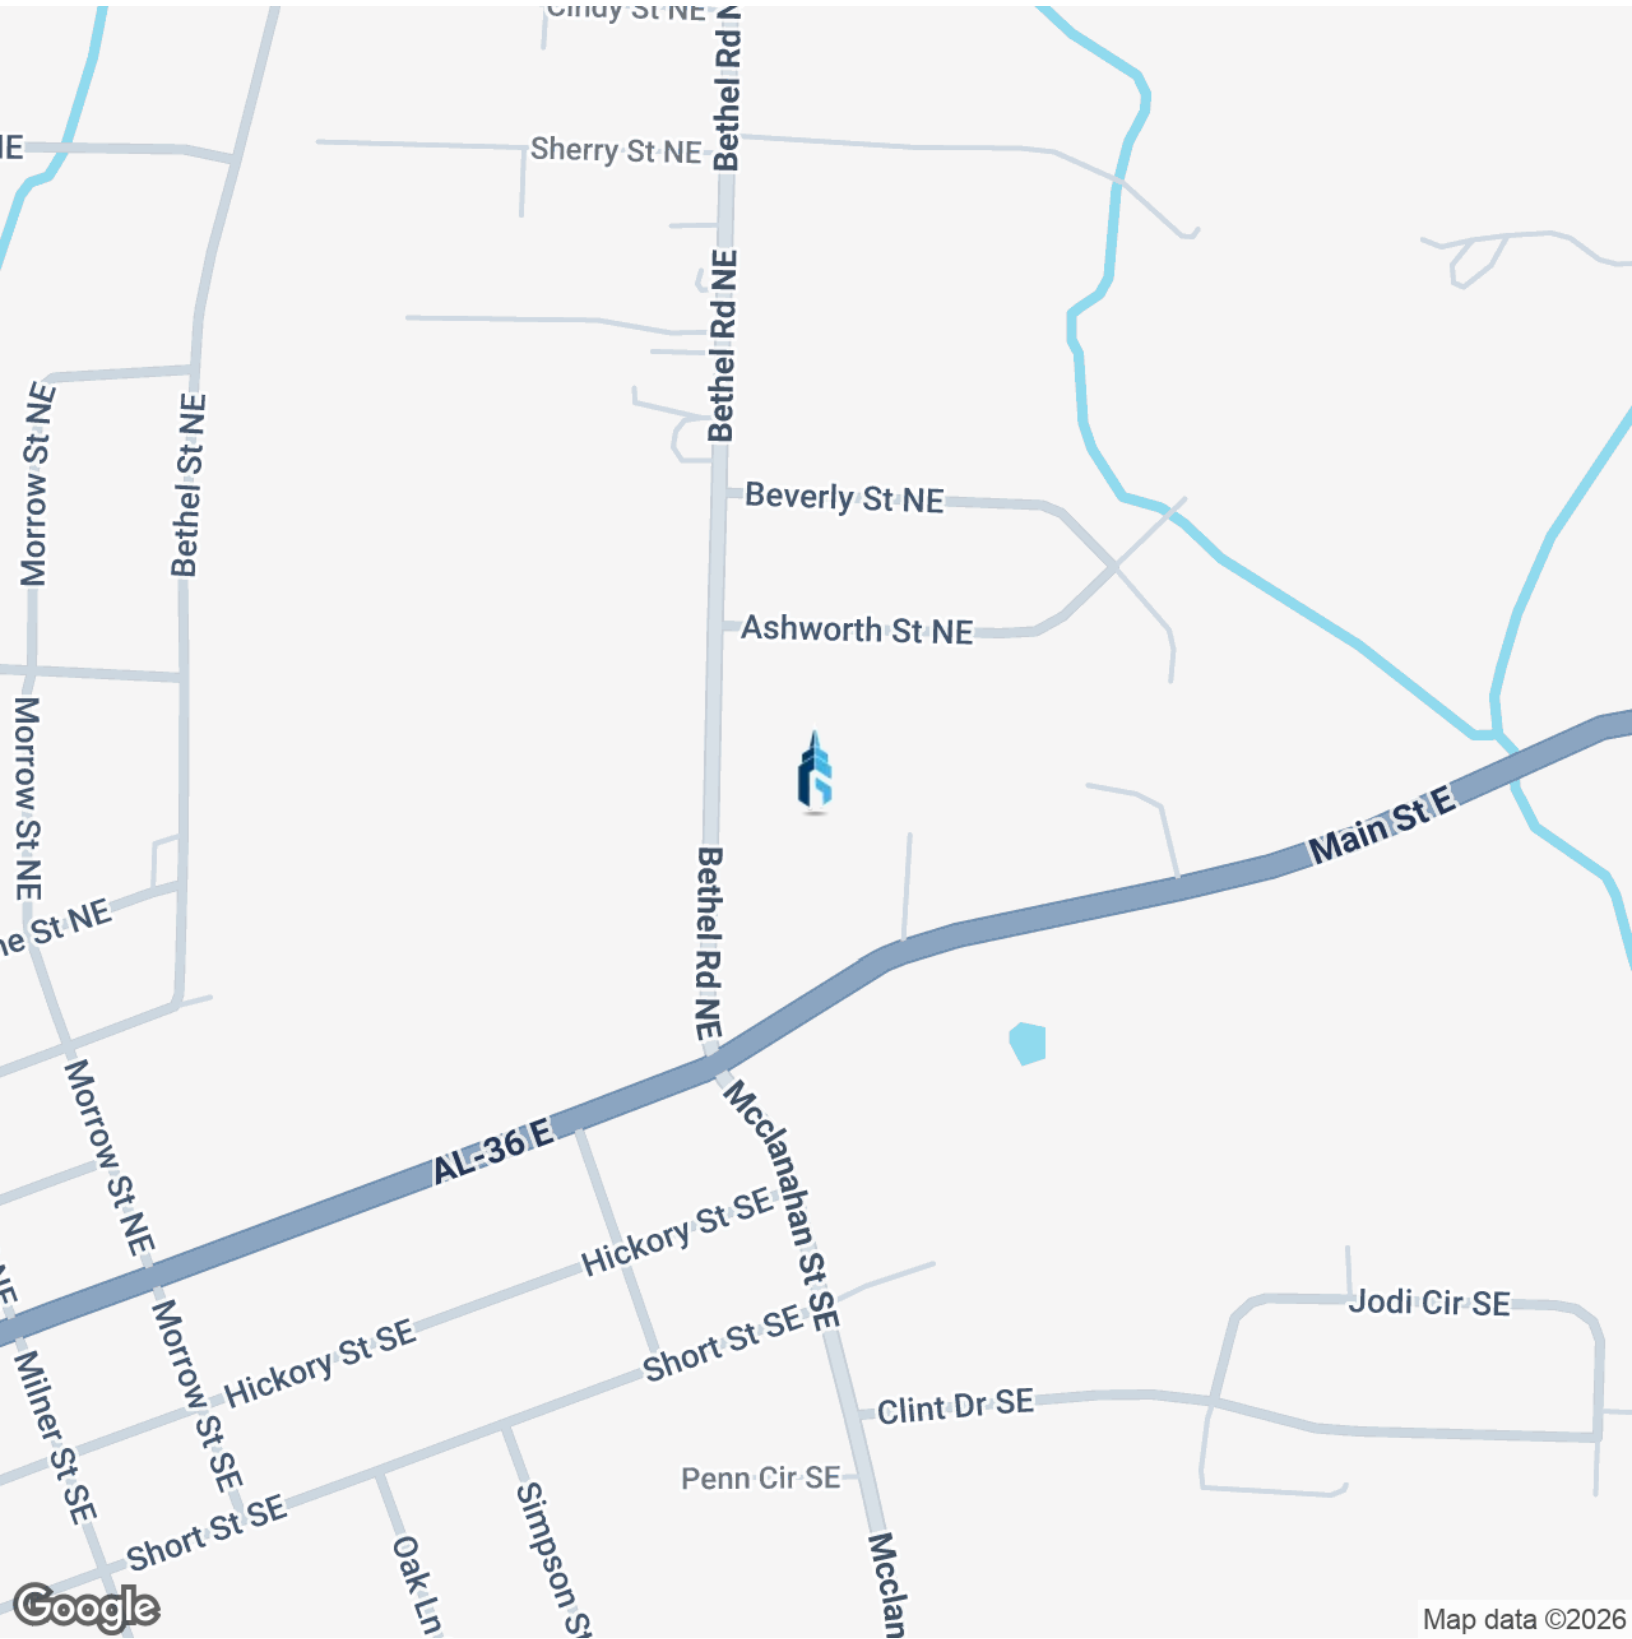 Cindy St NE
Bethel Rd N
Sherry St NE
Bethel Rd NE
Morrow St NE
Bethel St NE
Beverly St NE
Ashworth St NE
Morrow St NE
Main St E
Bethel Rd NE
St NE
Morrow St NE
AL-36 E
Mcclanahan St SE
Hickory St SE
NE
Jodi Cir SE
Hickory St SE
Short St SE
Morrow St SE
Milner St SE
Clint Dr SE
Penn Cir SE
Short St SE
Simpson St
Oak Ln
Mcclan
Google
Map data ©2026